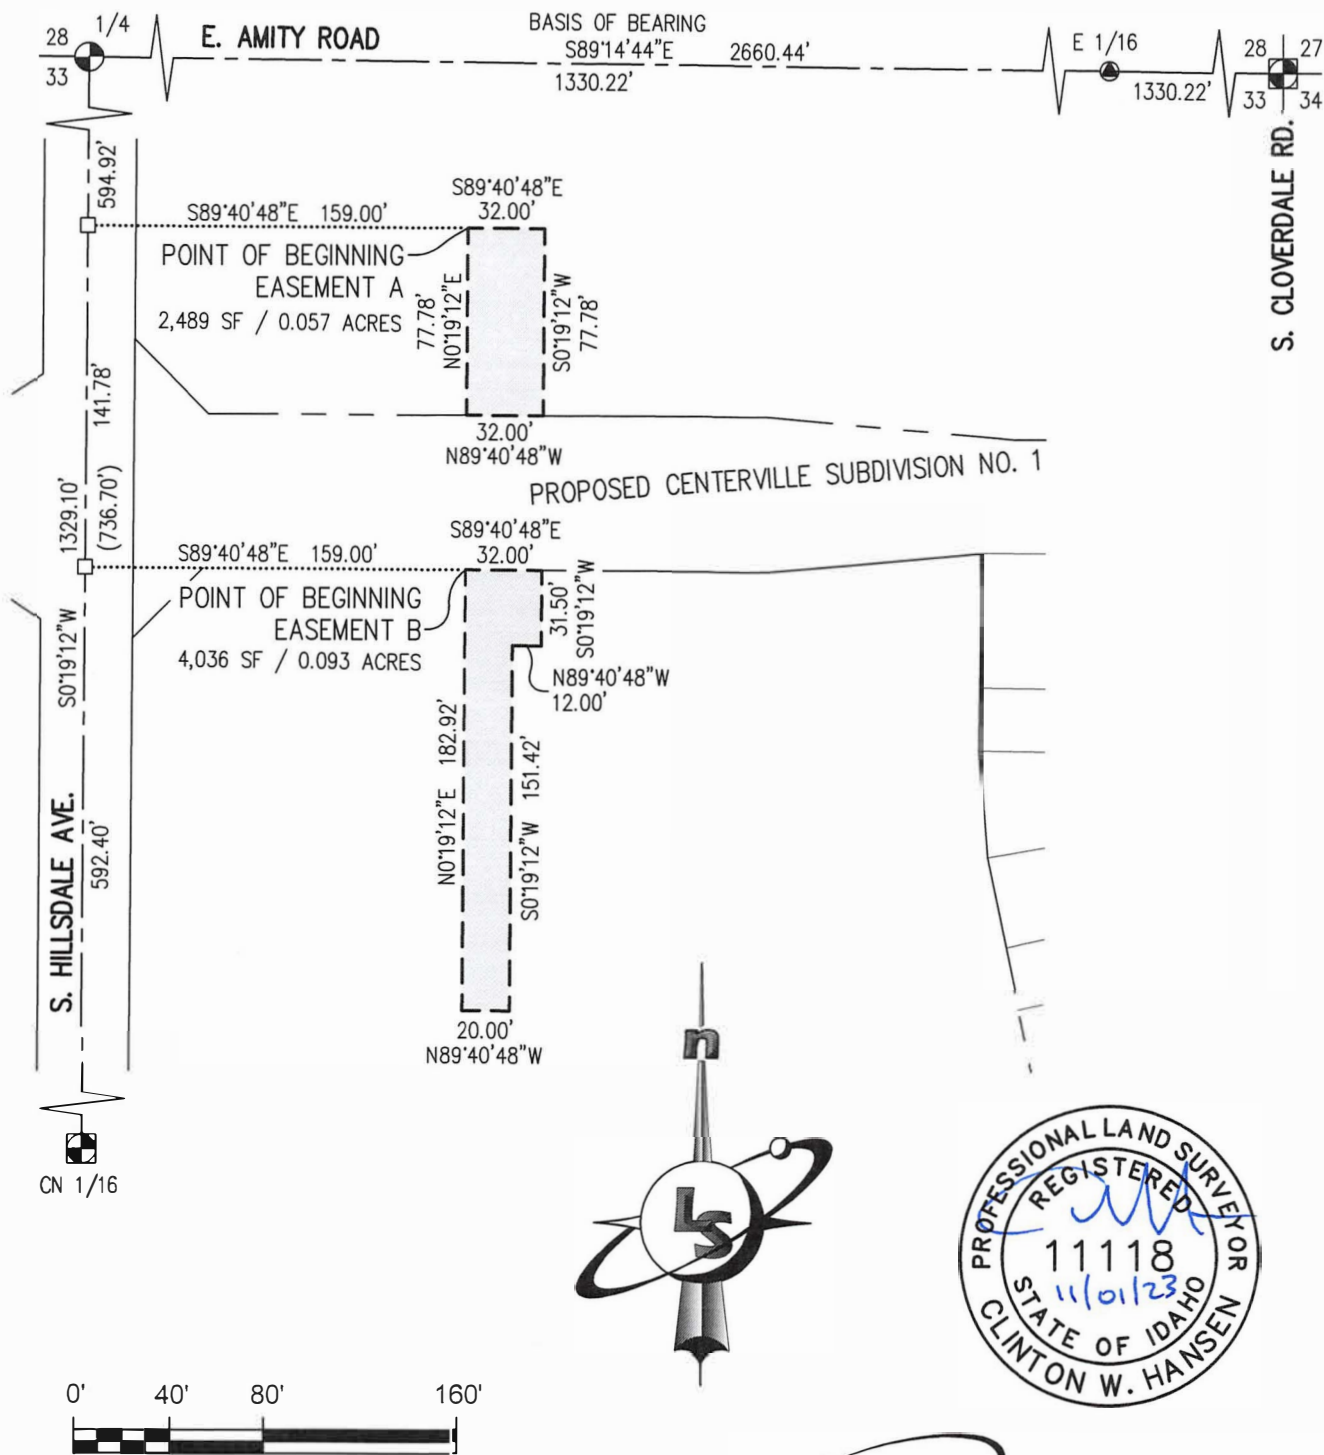 28
1/4
33
E. AMITY ROAD
BASIS OF BEARING
S89°14'44"E 2660.44'
1330.22'
E 1/16
1330.22'
28 27
33 34
S. CLOVERDALE RD.
594.92'
S89°40'48"E 159.00'
S89°40'48"E
32.00'
POINT OF BEGINNING
EASEMENT A
2,489 SF / 0.057 ACRES
77.78'
N0°19'12"E
S0°19'12"W
77.78'
32.00'
N89°40'48"W
141.78'
1329.10'
(736.70')
PROPOSED CENTERVILLE SUBDIVISION NO. 1
S89°40'48"E 159.00'
S89°40'48"E
32.00'
POINT OF BEGINNING
EASEMENT B
4,036 SF / 0.093 ACRES
31.50'
S0°19'12"W
N89°40'48"W
12.00'
S0°19'12"W
N0°19'12"E 182.92'
S0°19'12"W 151.42'
S. HILLSDALE AVE.
592.40'
20.00'
N89°40'48"W
CN 1/16
n
LS
PROFESSIONAL LAND SURVEYOR
REGISTERED
11118
11/01/23
STATE OF IDAHO
CLINTON W. HANSEN
0' 40' 80' 160'